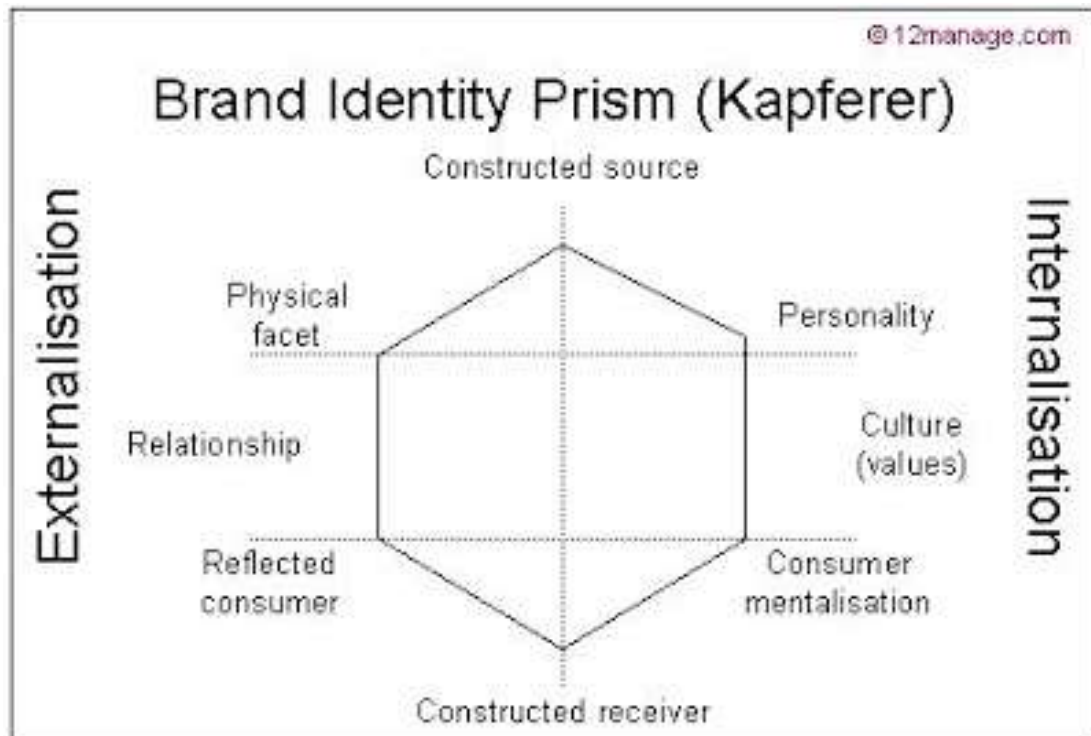 © 12manage.com
Brand Identity Prism (Kapferer)
Constructed source
Externalisation
Internalisation
Physical
facet
Personality
Relationship
Culture
(values)
Reflected
consumer
Consumer
mentalisation
Constructed receiver